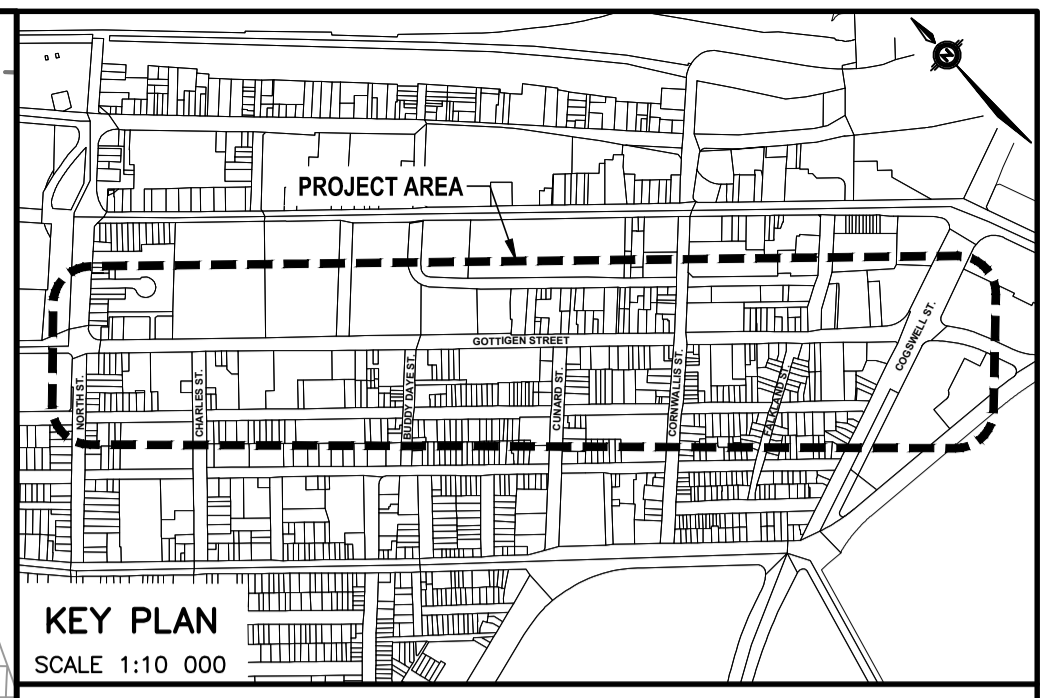 N
PROJECT AREA
GOTTIGEN STREET
NORTH ST.
CHARLES ST.
BUDDY DAYE ST.
CUNARD ST.
CORNWALLIS ST.
FALKLAND ST.
COGSWELL ST.
KEY PLAN
SCALE 1:10 000